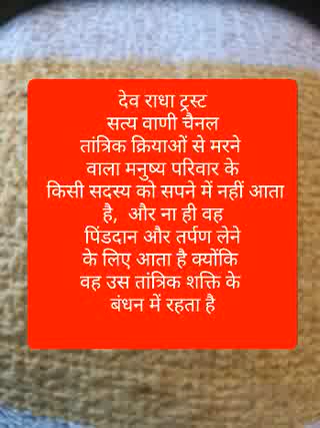 देव राधा ट्रस्ट
सत्य वाणी चैनल
तांत्रिक क्रियाओं से मरने
वाला मनुष्य परिवार के
किसी सदस्य को सपने में नहीं आता
है,  और ना ही वह
पिंडदान और तर्पण लेने
के लिए आता है क्योंकि
वह उस तांत्रिक शक्ति के
बंधन में रहता है